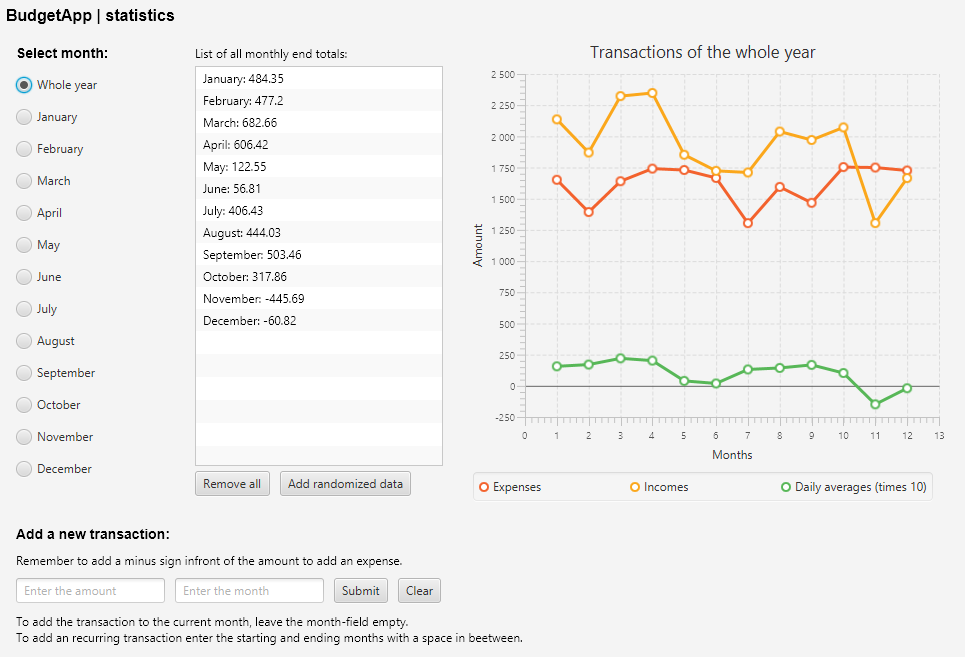 BudgetApp | statistics
Select month:
Whole year
January
February
March
April
May
June
July
August
September
October
November
December
List of all monthly end totals:
January: 484.35
February: 477.2
March: 682.66
April: 606.42
May: 122.55
June: 56.81
July: 406.43
August: 444.03
September: 503.46
October: 317.86
November: -445.69
December: -60.82
Remove all
Add randomized data
Transactions of the whole year
Amount
2 500
2 250
2 000
1 750
1 500
1 250
1 000
750
500
250
0
-250
0 1 2 3 4 5 6 7 8 9 10 11 12 13
Months
Expenses
Incomes
Daily averages (times 10)
Add a new transaction:
Remember to add a minus sign infront of the amount to add an expense.
Enter the amount
Enter the month
Submit
Clear
To add the transaction to the current month, leave the month-field empty.
To add an recurring transaction enter the starting and ending months with a space in beetween.